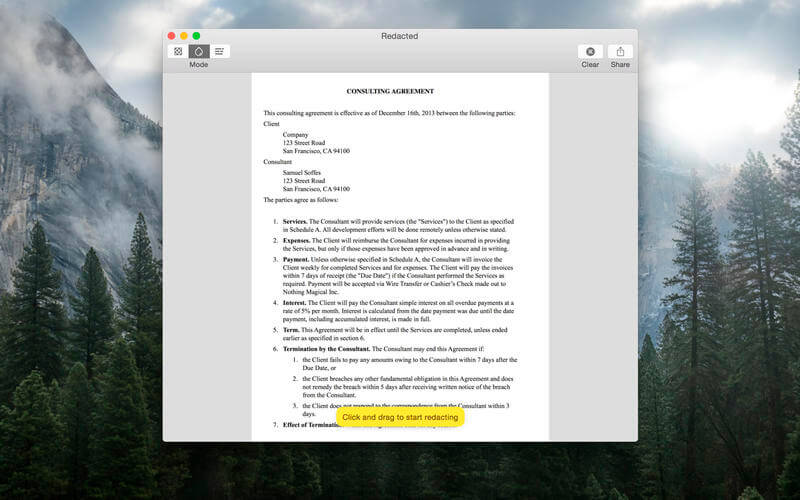 Redacted
Mode
Clear
Share
CONSULTING AGREEMENT
This consulting agreement is effective as of December 16th, 2013 between the following parties:
Client
Company
123 Street Road
San Francisco, CA 94100
Consultant
Samuel Soffes
123 Street Road
San Francisco, CA 94100
The parties agree as follows:
1. Services. The Consultant will provide services (the "Services") to the Client as specified
in Schedule A. All development efforts will be done remotely unless otherwise stated.
2. Expenses. The Client will reimburse the Consultant for expenses incurred in providing
the Services, but only if those expenses have been approved in advance and in writing.
3. Payment. Unless otherwise specified in Schedule A, the Consultant will invoice the
Client weekly for completed Services and for expenses. The Client will pay the invoices
within 7 days of receipt (the "Due Date") if the Consultant performed the Services as
required. Payment will be accepted via Wire Transfer or Cashier's Check made out to
Nothing Magical Inc.
4. Interest. The Client will pay the Consultant simple interest on all overdue payments at a
rate of 5% per month. Interest is calculated from the date payment was due until the date
payment, including accumulated interest, is made in full.
5. Term. This Agreement will be in effect until the Services are completed, unless ended
earlier as specified in section 6.
6. Termination by the Consultant. The Consultant may end this Agreement if:
1. the Client fails to pay any amounts owing to the Consultant within 7 days after the
Due Date, or
2. the Client breaches any other fundamental obligation in this Agreement and does
not remedy the breach within 5 days after receiving written notice of the breach
from the Consultant.
3. the Client does not respond to the correspondence from the Consultant within 3
days.
Click and drag to start redacting
7. Effect of Termination